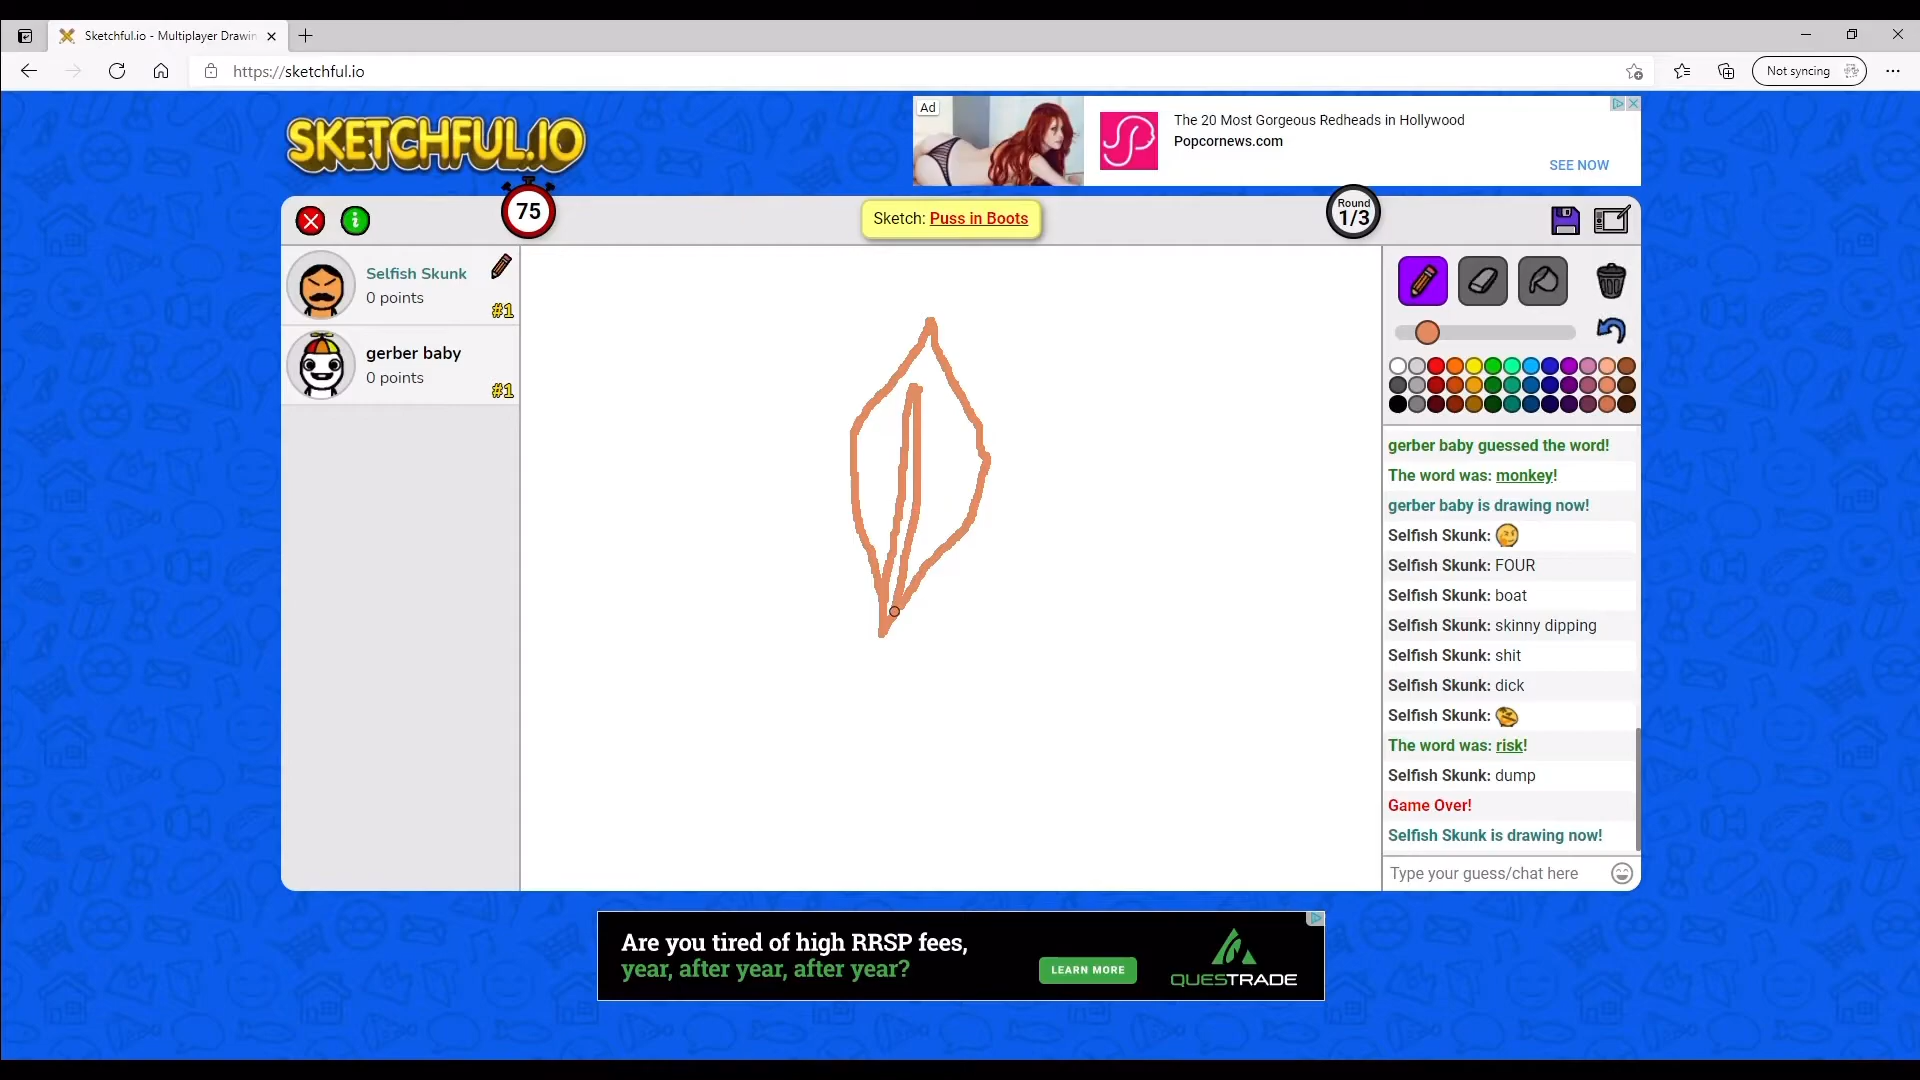 Sketchful.io - Multiplayer Drawin
https://sketchful.io
Not syncing
SKETCHFUL.IO
Ad
The 20 Most Gorgeous Redheads in Hollywood
Popcornews.com
SEE NOW
75
Sketch: Puss in Boots
Round
1/3
Selfish Skunk
0 points
#1
gerber baby
0 points
#1
gerber baby guessed the word!
The word was: monkey!
gerber baby is drawing now!
Selfish Skunk:
Selfish Skunk: FOUR
Selfish Skunk: boat
Selfish Skunk: skinny dipping
Selfish Skunk: shit
Selfish Skunk: dick
Selfish Skunk:
The word was: risk!
Selfish Skunk: dump
Game Over!
Selfish Skunk is drawing now!
Type your guess/chat here
Are you tired of high RRSP fees,
year, after year, after year?
LEARN MORE
QUESTRADE